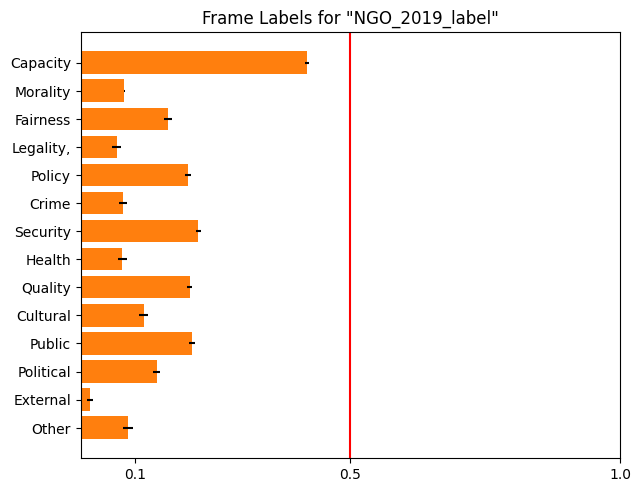 Frame Labels for "NGO_2019_label"
Capacity
Morality
Fairness
Legality,
Policy
Crime
Security
Health
Quality
Cultural
Public
Political
External
Other
0.1 0.5 1.0